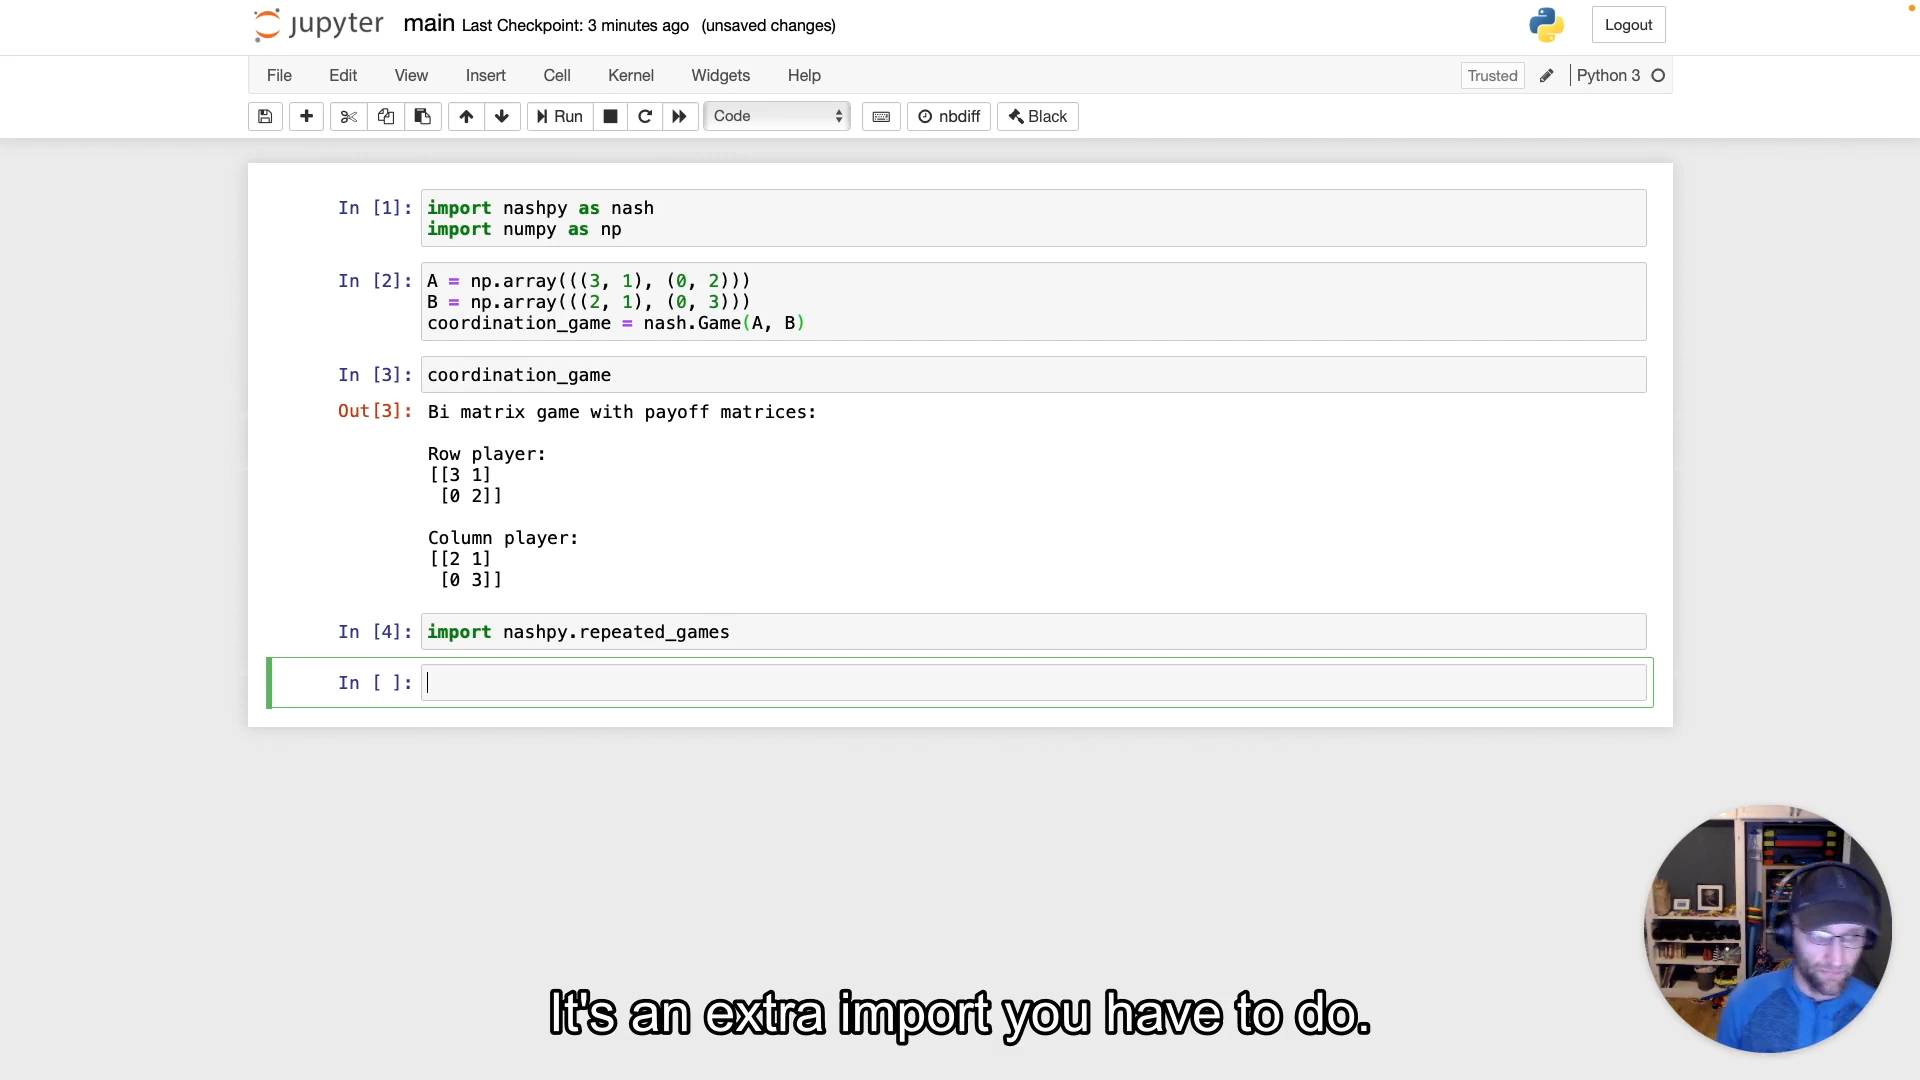 jupyter main Last Checkpoint: 3 minutes ago (unsaved changes) Logout
File Edit View Insert Cell Kernel Widgets Help Trusted Python 3
Run Code nbdiff Black
In [1]: import nashpy as nash
import numpy as np
In [2]: A = np.array(((3, 1), (0, 2)))
B = np.array(((2, 1), (0, 3)))
coordination_game = nash.Game(A, B)
In [3]: coordination_game
Out[3]: Bi matrix game with payoff matrices:
Row player:
[[3 1]
[0 2]]
Column player:
[[2 1]
[0 3]]
In [4]: import nashpy.repeated_games
In [ ]:
It's an extra import you have to do.